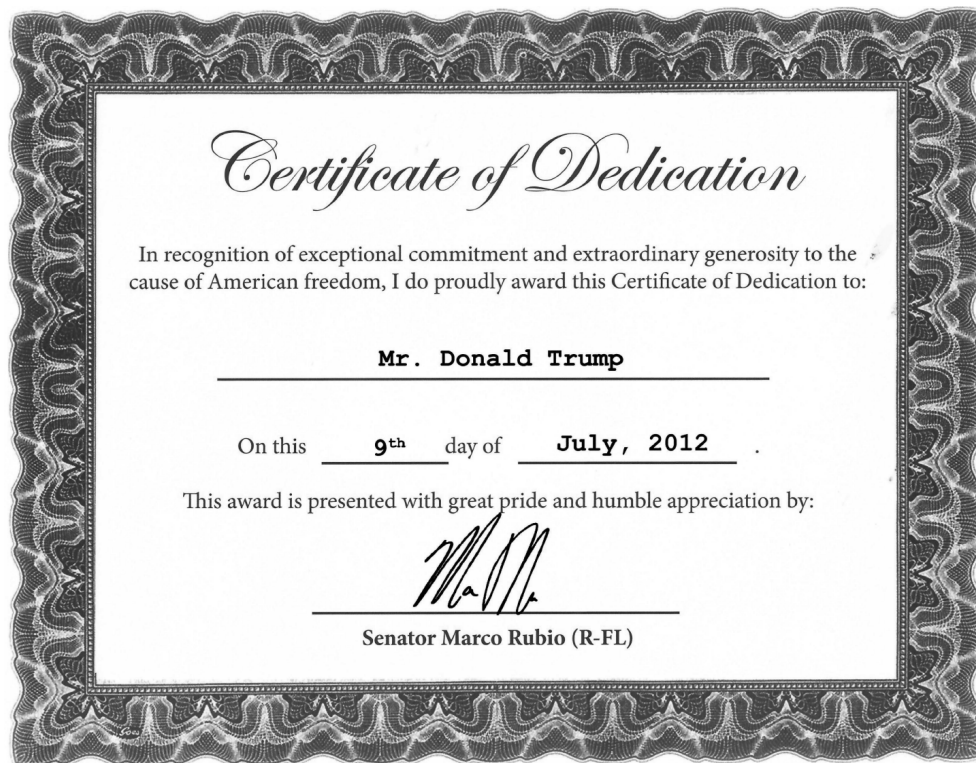 Certificate of Dedication
In recognition of exceptional commitment and extraordinary generosity to the
cause of American freedom, I do proudly award this Certificate of Dedication to:
Mr. Donald Trump
On this 9th day of July, 2012 .
This award is presented with great pride and humble appreciation by:
Senator Marco Rubio (R-FL)